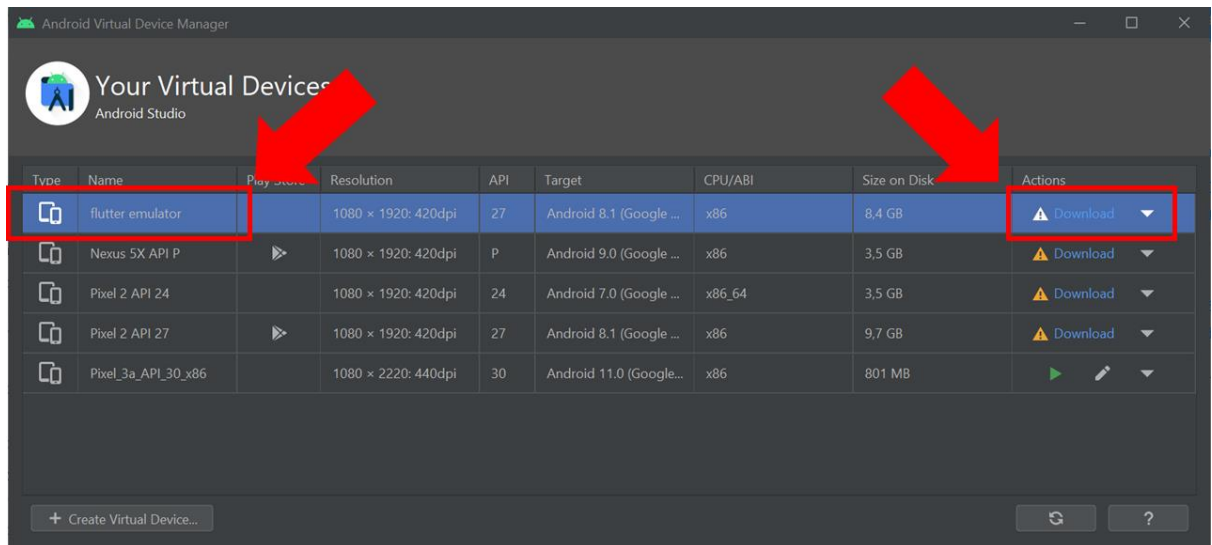 Android Virtual Device Manager
Your Virtual Devices
Android Studio
Type Name Play Store Resolution API Target CPU/ABI Size on Disk Actions
flutter emulator 1080 × 1920: 420dpi 27 Android 8.1 (Google ... x86 8,4 GB Download
Nexus 5X API P 1080 × 1920: 420dpi P Android 9.0 (Google ... x86 3,5 GB Download
Pixel 2 API 24 1080 × 1920: 420dpi 24 Android 7.0 (Google ... x86_64 3,5 GB Download
Pixel 2 API 27 1080 × 1920: 420dpi 27 Android 8.1 (Google ... x86 9,7 GB Download
Pixel_3a_API_30_x86 1080 × 2220: 440dpi 30 Android 11.0 (Google... x86 801 MB
+ Create Virtual Device... ?